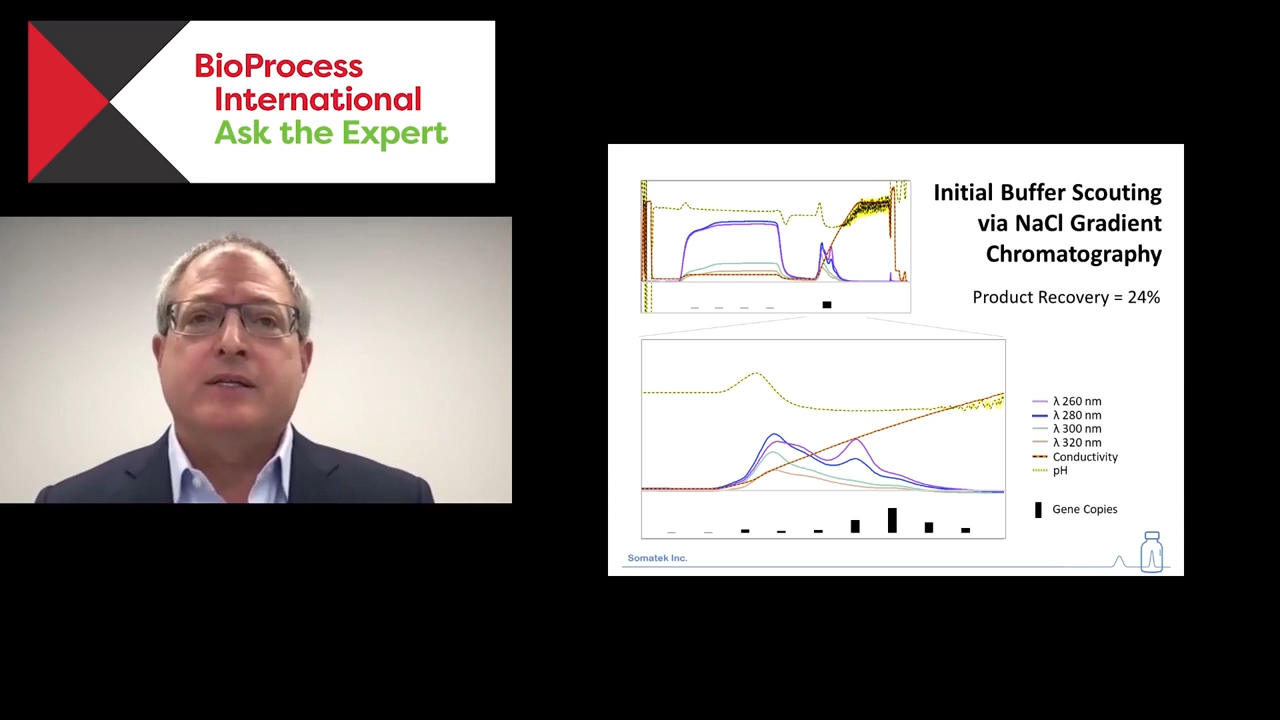 BioProcess
International
Ask the Expert
Initial Buffer Scouting
via NaCl Gradient
Chromatography
Product Recovery = 24%
λ 260 nm
λ 280 nm
λ 300 nm
λ 320 nm
Conductivity
pH
Gene Copies
Somatek Inc.